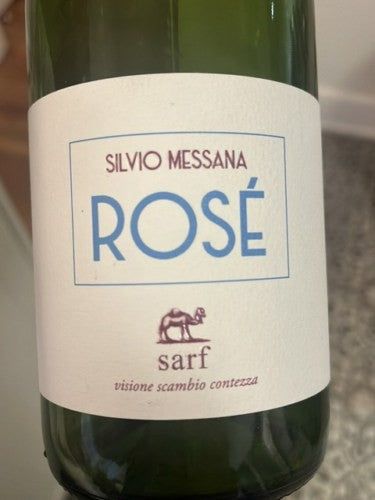 SILVIO MESSANA
ROSÉ
sarf
visione scambio contezza